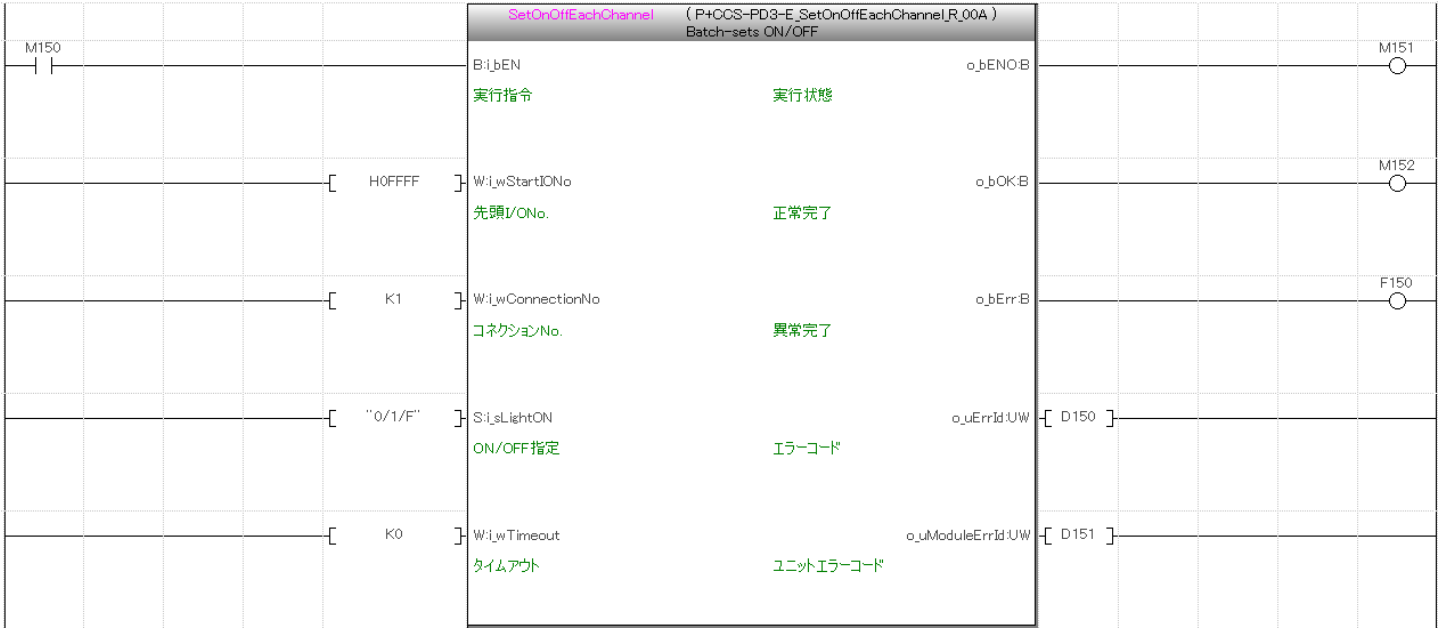 SetOnOffEachChannel (P+CCS-PD3-E_SetOnOffEachChannel_R_00A)
Batch-sets ON/OFF
M150 M151
B:i_bEN o_bENO:B
実行指令 実行状態
M152
H0FFFF W:i_wStartIONo o_bOK:B
先頭I/ONo. 正常完了
F150
K1 W:i_wConnectionNo o_bErr:B
コネクションNo. 異常完了
"0/1/F" S:i_sLightON o_uErrId:UW D150
ON/OFF指定 エラーコード
K0 W:i_wTimeout o_uModuleErrId:UW D151
タイムアウト ユニットエラーコード